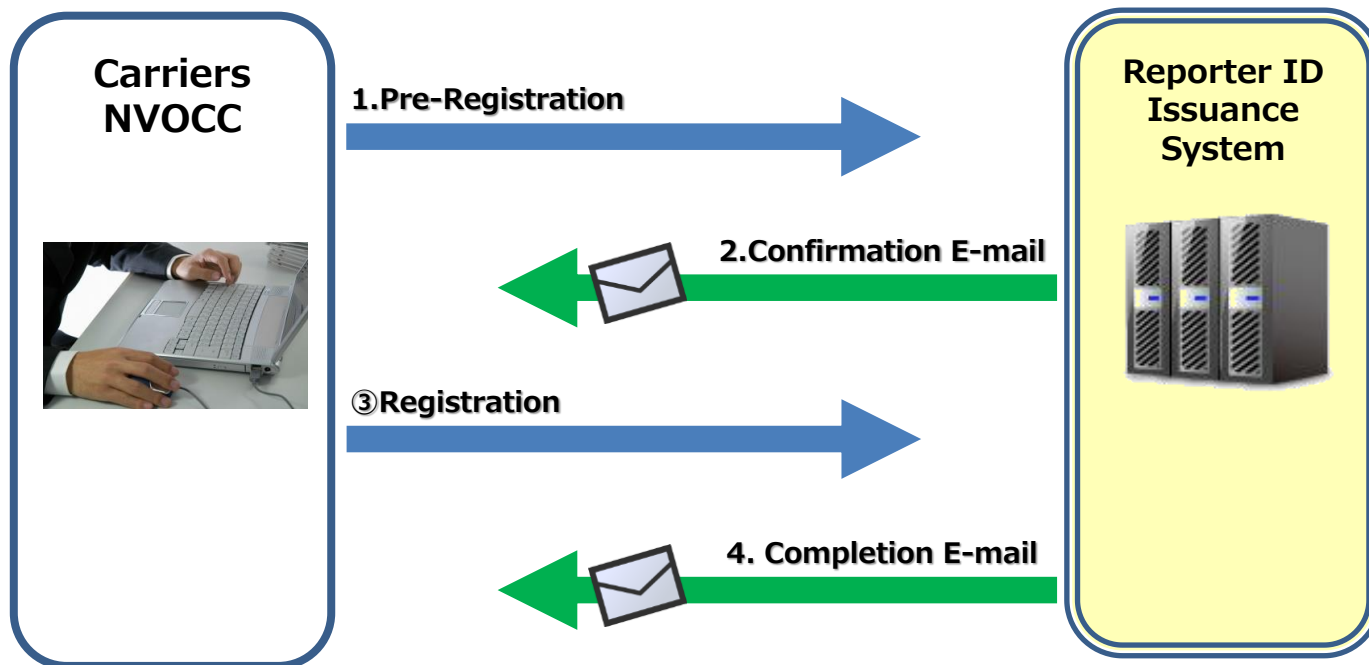 Carriers
NVOCC
Reporter ID
Issuance
System
1.Pre-Registration
2.Confirmation E-mail
③Registration
4. Completion E-mail